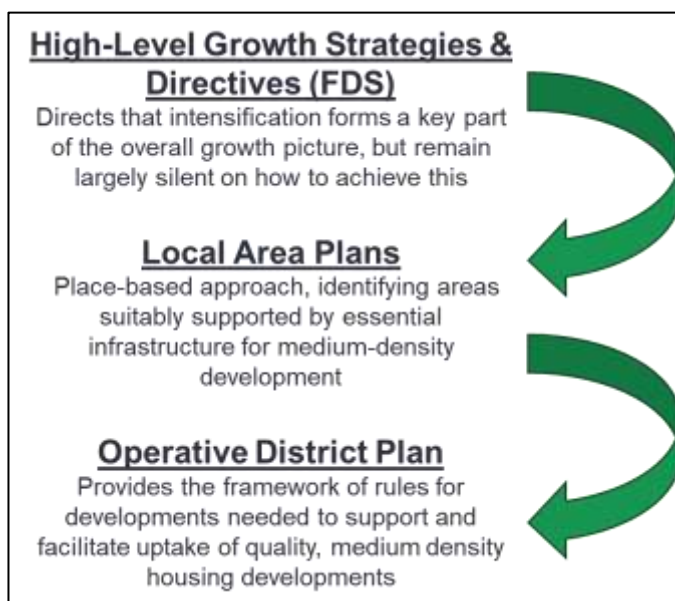 High-Level Growth Strategies &
Directives (FDS)
Directs that intensification forms a key part
of the overall growth picture, but remain
largely silent on how to achieve this
Local Area Plans
Place-based approach, identifying areas
suitably supported by essential
infrastructure for medium-density
development
Operative District Plan
Provides the framework of rules for
developments needed to support and
facilitate uptake of quality, medium density
housing developments